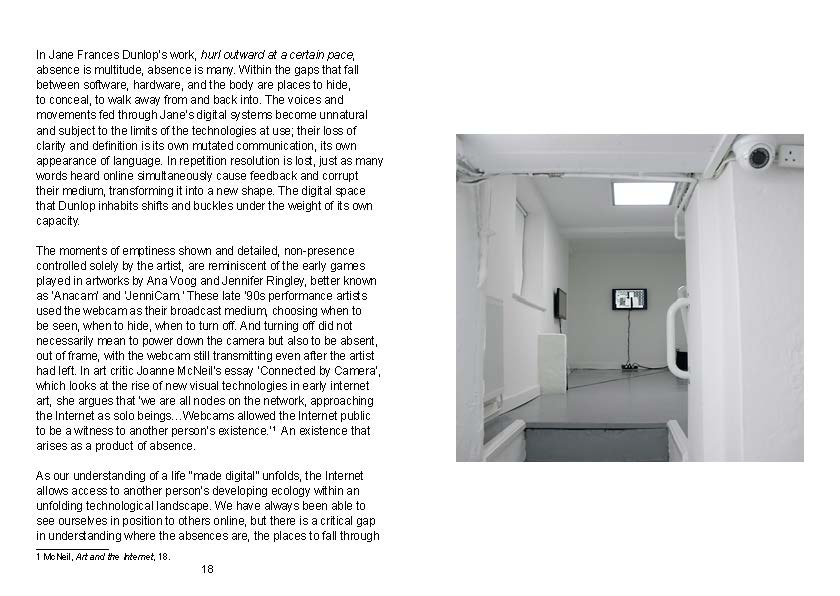 In Jane Frances Dunlop's work, hurl outward at a certain pace,
absence is multitude, absence is many. Within the gaps that fall
between software, hardware, and the body are places to hide,
to conceal, to walk away from and back into. The voices and
movements fed through Jane's digital systems become unnatural
and subject to the limits of the technologies at use; their loss of
clarity and definition is its own mutated communication, its own
appearance of language. In repetition resolution is lost, just as many
words heard online simultaneously cause feedback and corrupt
their medium, transforming it into a new shape. The digital space
that Dunlop inhabits shifts and buckles under the weight of its own
capacity.
The moments of emptiness shown and detailed, non-presence
controlled solely by the artist, are reminiscent of the early games
played in artworks by Ana Voog and Jennifer Ringley, better known
as 'Anacam' and 'JenniCam.' These late '90s performance artists
used the webcam as their broadcast medium, choosing when to
be seen, when to hide, when to turn off. And turning off did not
necessarily mean to power down the camera but also to be absent,
out of frame, with the webcam still transmitting even after the artist
had left. In art critic Joanne McNeil's essay 'Connected by Camera',
which looks at the rise of new visual technologies in early internet
art, she argues that 'we are all nodes on the network, approaching
the Internet as solo beings…Webcams allowed the Internet public
to be a witness to another person's existence.'¹ An existence that
arises as a product of absence.
As our understanding of a life "made digital" unfolds, the Internet
allows access to another person's developing ecology within an
unfolding technological landscape. We have always been able to
see ourselves in position to others online, but there is a critical gap
in understanding where the absences are, the places to fall through
1 McNeil, Art and the Internet, 18.
18